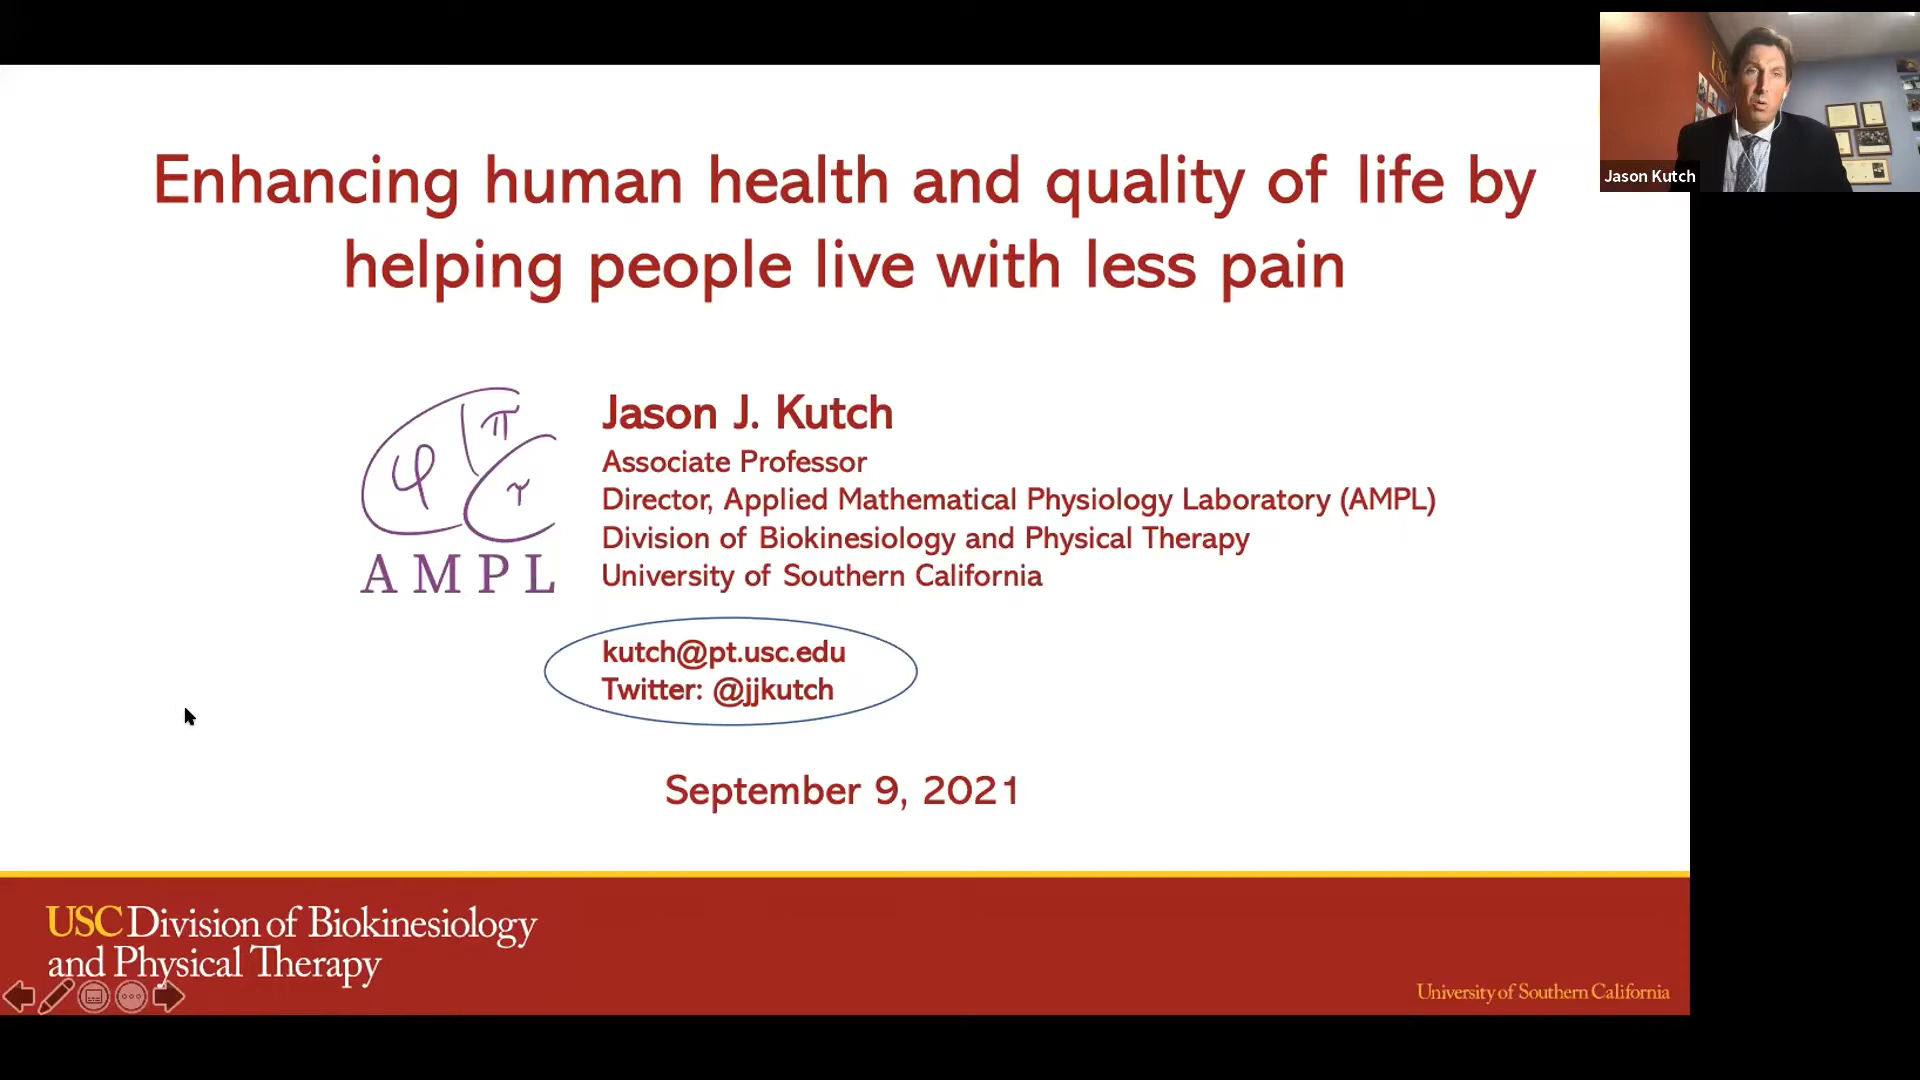 Enhancing human health and quality of life by
helping people live with less pain
φ π
τ
AMPL
Jason J. Kutch
Associate Professor
Director, Applied Mathematical Physiology Laboratory (AMPL)
Division of Biokinesiology and Physical Therapy
University of Southern California
kutch@pt.usc.edu
Twitter: @jjkutch
September 9, 2021
USC Division of Biokinesiology
and Physical Therapy
University of Southern California
Jason Kutch